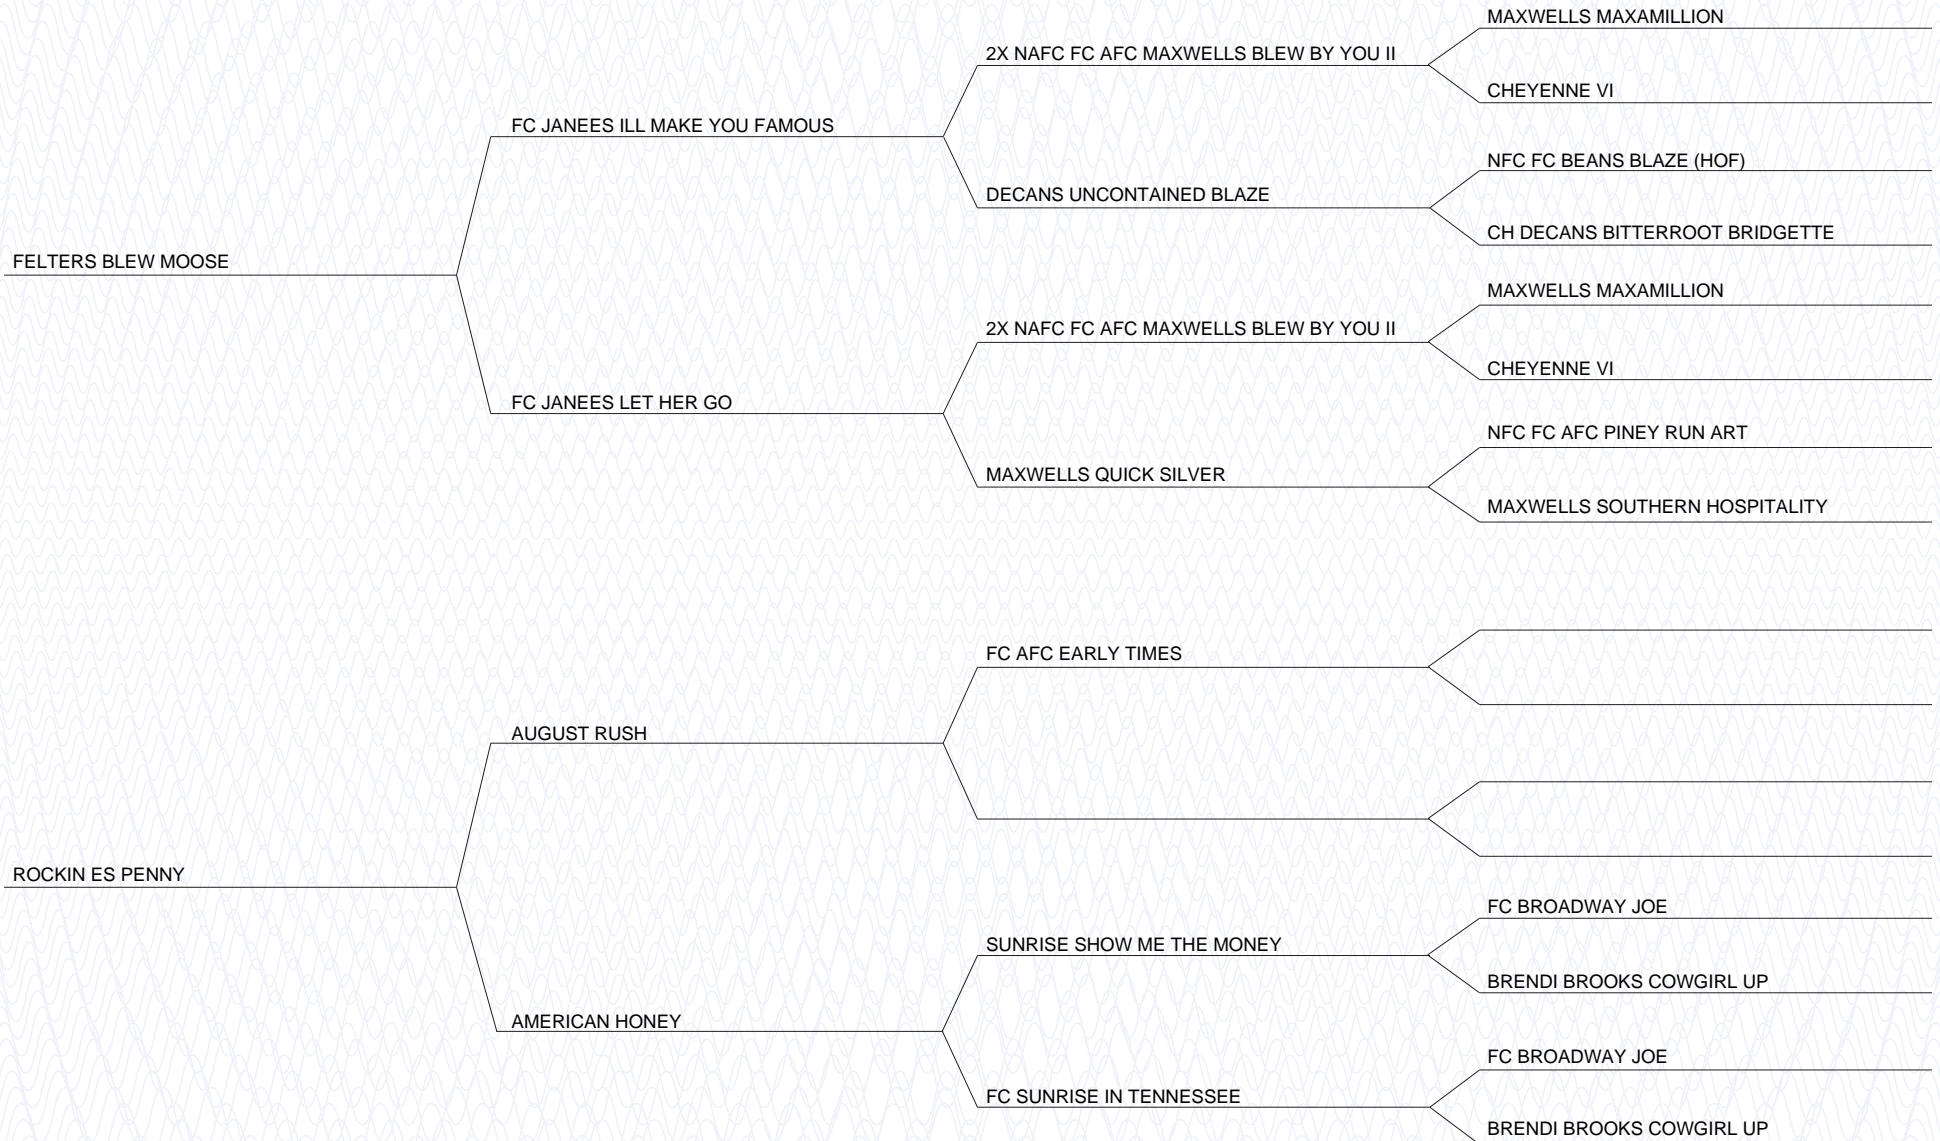 MAXWELLS MAXAMILLION
2X NAFC FC AFC MAXWELLS BLEW BY YOU II
CHEYENNE VI
FC JANEES ILL MAKE YOU FAMOUS
NFC FC BEANS BLAZE (HOF)
DECANS UNCONTAINED BLAZE
CH DECANS BITTERROOT BRIDGETTE
FELTERS BLEW MOOSE
MAXWELLS MAXAMILLION
2X NAFC FC AFC MAXWELLS BLEW BY YOU II
CHEYENNE VI
FC JANEES LET HER GO
NFC FC AFC PINEY RUN ART
MAXWELLS QUICK SILVER
MAXWELLS SOUTHERN HOSPITALITY
FC AFC EARLY TIMES
AUGUST RUSH
ROCKIN ES PENNY
FC BROADWAY JOE
SUNRISE SHOW ME THE MONEY
BRENDI BROOKS COWGIRL UP
AMERICAN HONEY
FC BROADWAY JOE
FC SUNRISE IN TENNESSEE
BRENDI BROOKS COWGIRL UP